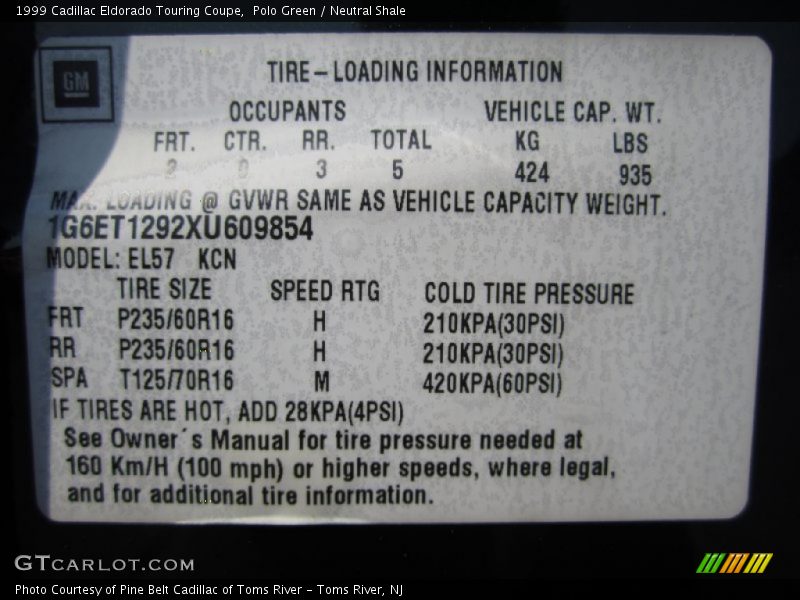 1999 Cadillac Eldorado Touring Coupe, Polo Green / Neutral Shale
GM
TIRE-LOADING INFORMATION
OCCUPANTS VEHICLE CAP. WT.
FRT. CTR. RR. TOTAL KG LBS
2 0 3 5 424 935
MAX. LOADING @ GVWR SAME AS VEHICLE CAPACITY WEIGHT.
1G6ET1292XU609854
MODEL: EL57 KCN
TIRE SIZE SPEED RTG COLD TIRE PRESSURE
FRT P235/60R16 H 210KPA(30PSI)
RR P235/60R16 H 210KPA(30PSI)
SPA T125/70R16 M 420KPA(60PSI)
IF TIRES ARE HOT, ADD 28KPA(4PSI)
See Owner´s Manual for tire pressure needed at
160 Km/H (100 mph) or higher speeds, where legal,
and for additional tire information.
GTCARLOT.COM
Photo Courtesy of Pine Belt Cadillac of Toms River - Toms River, NJ